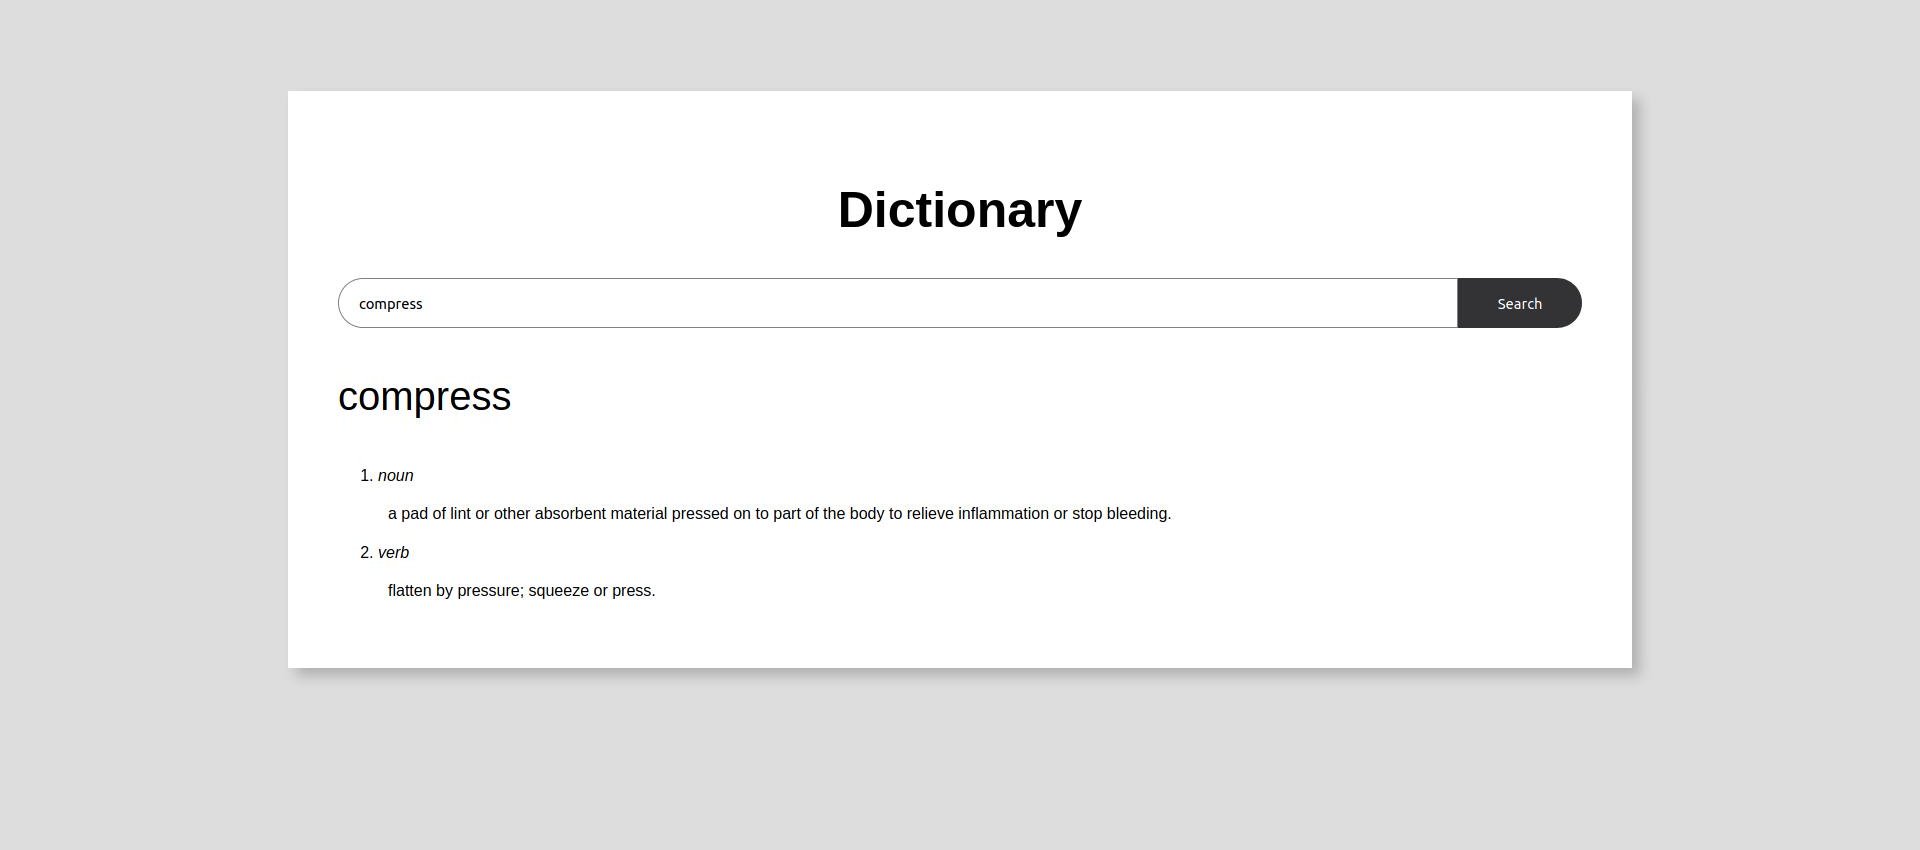 Dictionary
compress
Search
compress
1. noun
a pad of lint or other absorbent material pressed on to part of the body to relieve inflammation or stop bleeding.
2. verb
flatten by pressure; squeeze or press.